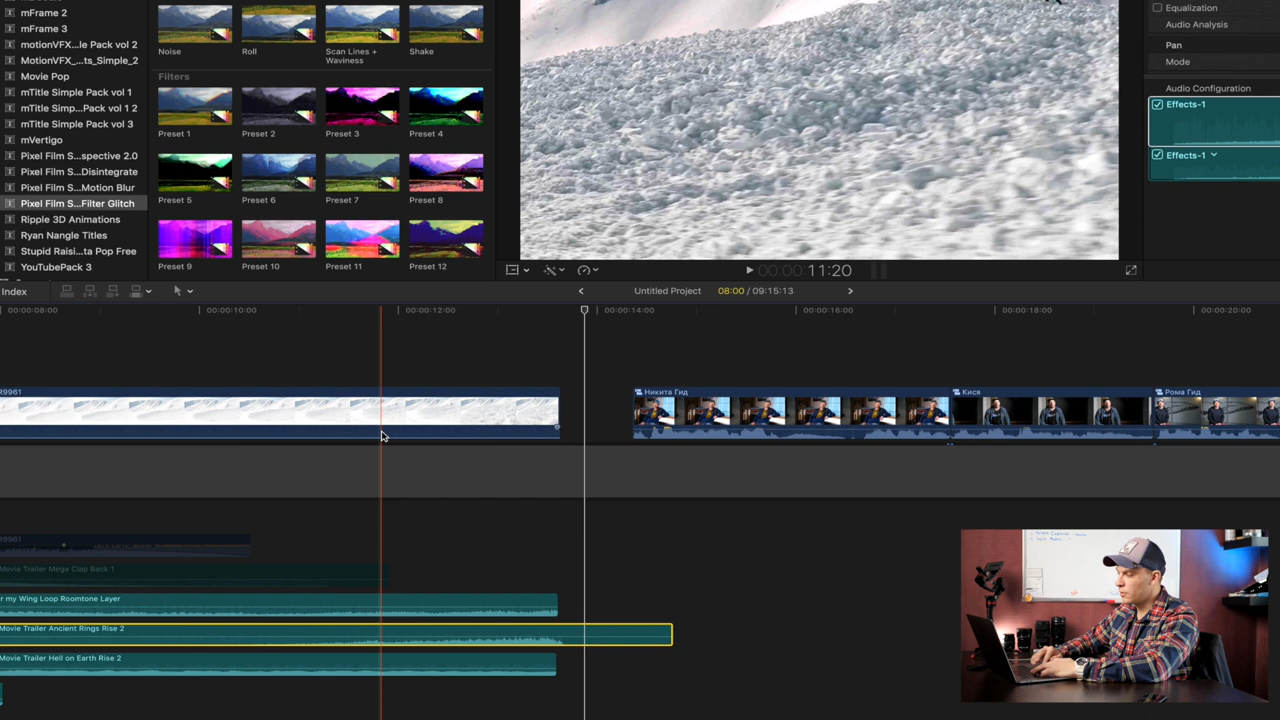 mFrame 2
mFrame 3
motionVFX...le Pack vol 2
MotionVFX_...ts_Simple_2
Movie Pop
mTitle Simple Pack vol 1
mTitle Simp...Pack vol 1 2
mTitle Simple Pack vol 3
mVertigo
Pixel Film S...spective 2.0
Pixel Film S...Disintegrate
Pixel Film S...Motion Blur
Pixel Film S...Filter Glitch
Ripple 3D Animations
Ryan Nangle Titles
Stupid Raisi...ta Pop Free
YouTubePack 3
Noise
Roll
Scan Lines +
Waviness
Shake
Filters
Preset 1
Preset 2
Preset 3
Preset 4
Preset 5
Preset 6
Preset 7
Preset 8
Preset 9
Preset 10
Preset 11
Preset 12
Equalization
Audio Analysis
Pan
Mode
Audio Configuration
Effects-1
Effects-1
00:00:11:20
Index
Untitled Project
08:00 / 09:15:13
00:00:08:00
00:00:10:00
00:00:12:00
00:00:14:00
00:00:16:00
00:00:18:00
00:00:20:00
R9961
Никита Гид
Кися
Рома Гид
R9961
Movie Trailer Mega Clap Back 1
r my Wing Loop Roomtone Layer
Movie Trailer Ancient Rings Rise 2
Movie Trailer Hell on Earth Rise 2